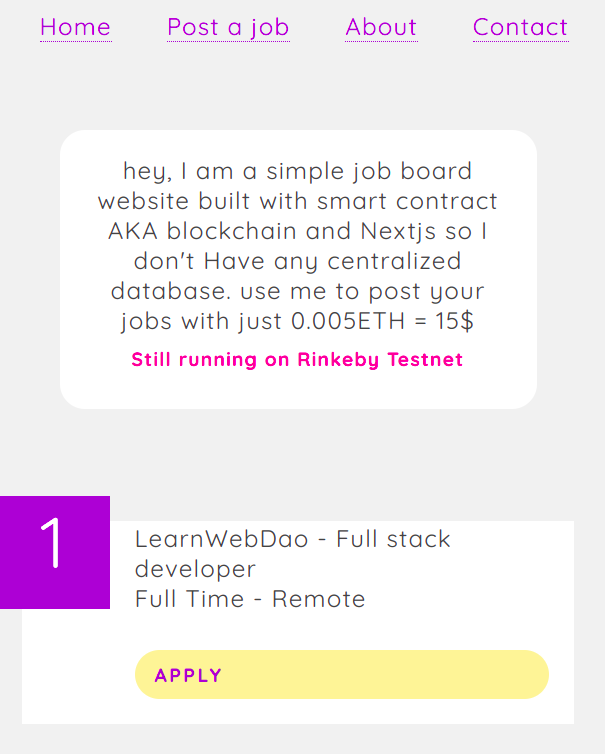 Home Post a job About Contact
hey, I am a simple job board
website built with smart contract
AKA blockchain and Nextjs so I
don't Have any centralized
database. use me to post your
jobs with just 0.005ETH = 15$
Still running on Rinkeby Testnet
1
LearnWebDao - Full stack
developer
Full Time - Remote
APPLY